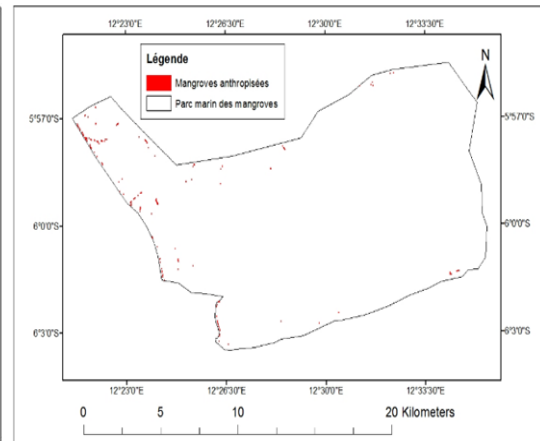 12°23'0"E 12°26'30"E 12°30'0"E 12°33'30"E
Légende
Mangroves anthropisées
Parc marin des mangroves
N
5°57'0"S 5°57'0"S
6°0'0"S 6°0'0"S
6°3'0"S 6°3'0"S
12°23'0"E 12°26'30"E 12°30'0"E 12°33'30"E
0 5 10 20 Kilometers